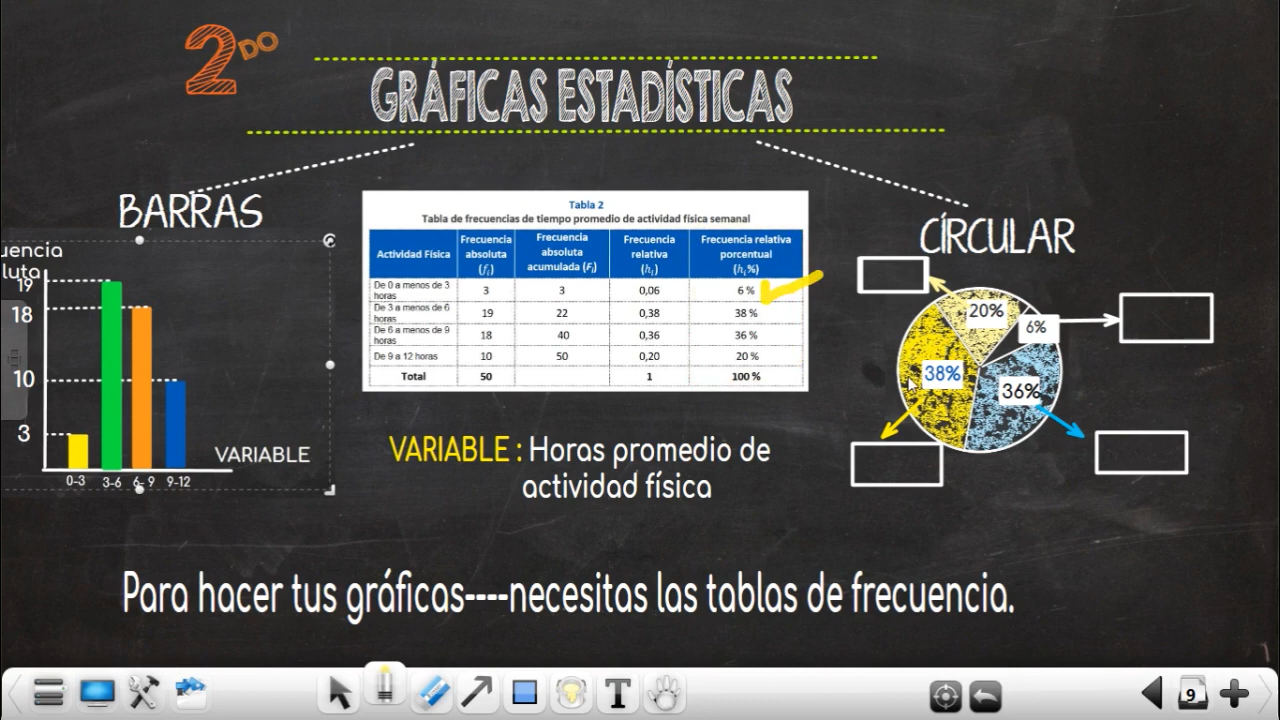 2DO
GRÁFICAS ESTADÍSTICAS
BARRAS
uencia
luta
19
18
10
3
0-3 3-6 6-9 9-12
VARIABLE
Tabla 2
Tabla de frecuencias de tiempo promedio de actividad física semanal
Actividad Física Frecuencia absoluta (fᵢ) Frecuencia absoluta acumulada (Fᵢ) Frecuencia relativa (hᵢ) Frecuencia relativa porcentual (hᵢ%)
De 0 a menos de 3 horas 3 3 0,06 6 %
De 3 a menos de 6 horas 19 22 0,38 38 %
De 6 a menos de 9 horas 18 40 0,36 36 %
De 9 a 12 horas 10 50 0,20 20 %
Total 50 1 100 %
VARIABLE : Horas promedio de
actividad física
CÍRCULAR
20%
6%
38%
36%
Para hacer tus gráficas----necesitas las tablas de frecuencia.
T
9